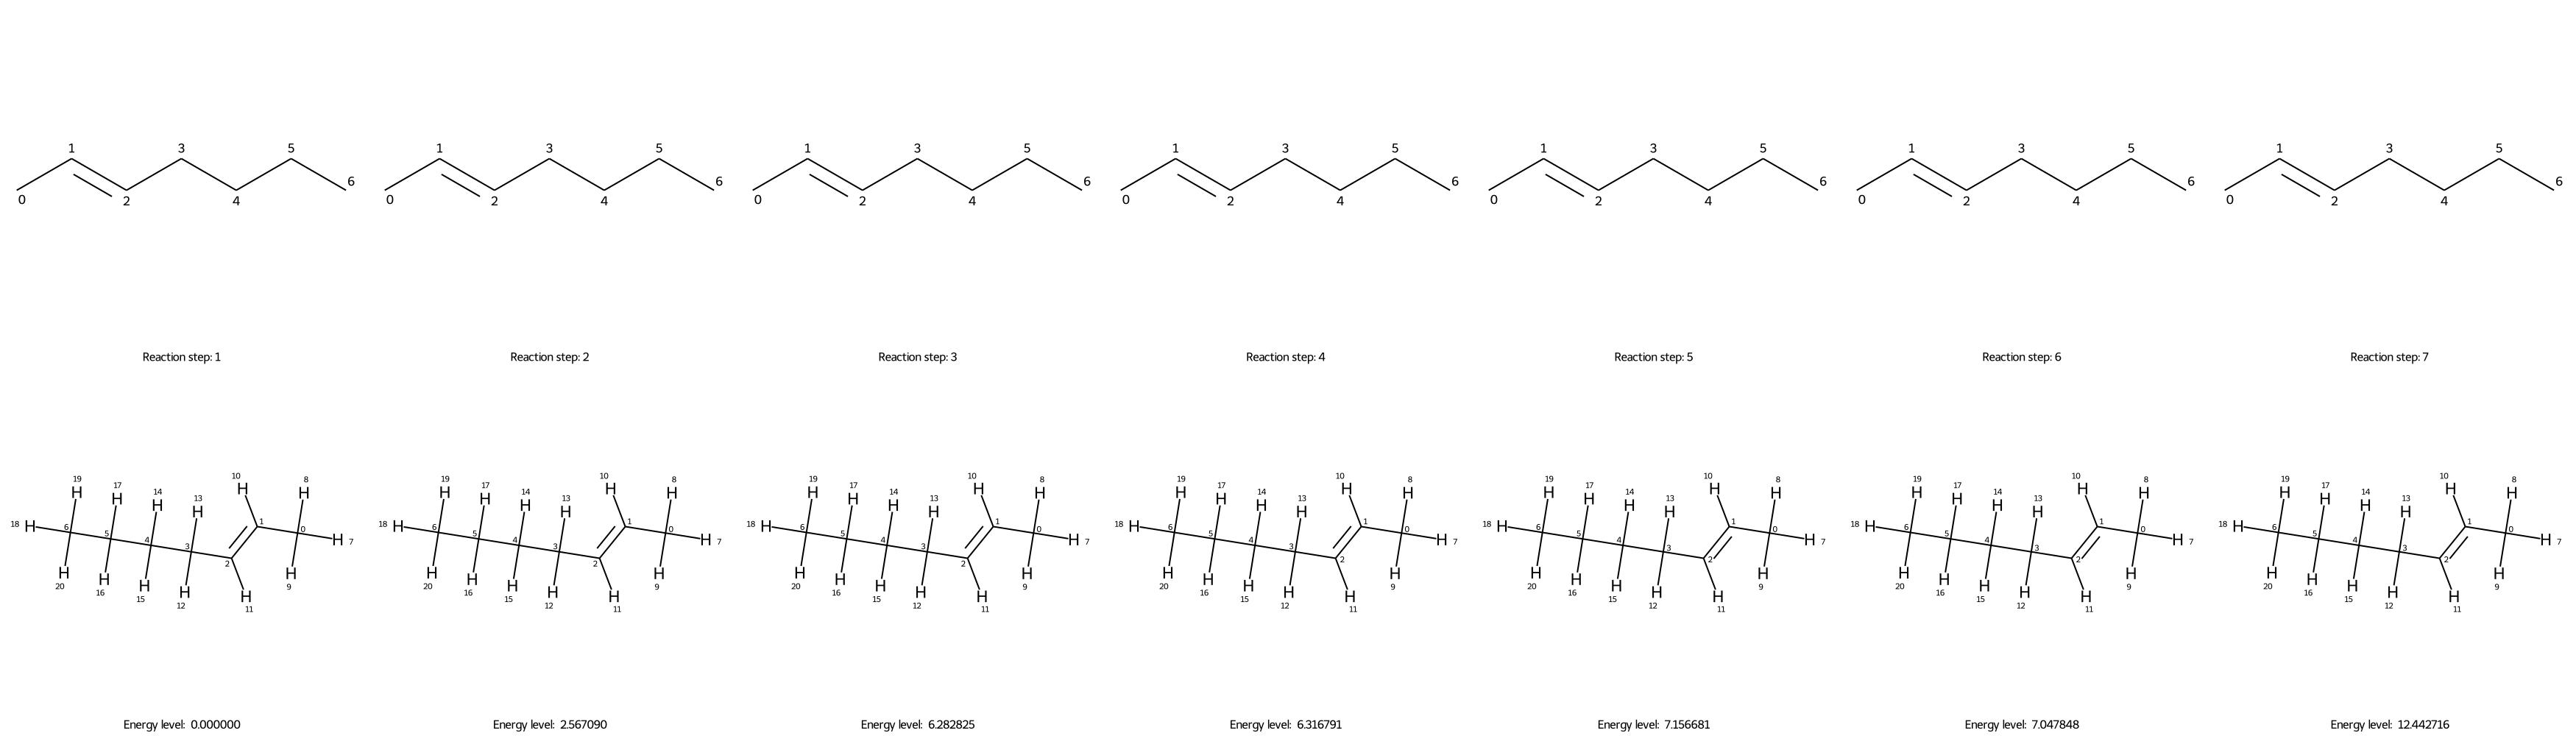 1 3 5 1 3 5 1 3 5 1 3 5 1 3 5 1 3 5 1 3 5
6 6 6 6 6 6 6
0 2 4 0 2 4 0 2 4 0 2 4 0 2 4 0 2 4 0 2 4
Reaction step: 1
Reaction step: 2
Reaction step: 3
Reaction step: 4
Reaction step: 5
Reaction step: 6
Reaction step: 7
19 17 14 13 10 8 19 17 14 13 10 8 19 17 14 13 10 8 19 17 14 13 10 8 19 17 14 13 10 8 19 17 14 13 10 8 19 17 14 13 10 8
H H H H H H H H H H H H H H H H H H H H H H H H H H H H H H H H H H H H H H H H H H
18 H 6 5 4 3 2 1 0 H 7 18 H 6 5 4 3 2 1 0 H 7 18 H 6 5 4 3 2 1 0 H 7 18 H 6 5 4 3 2 1 0 H 7 18 H 6 5 4 3 2 1 0 H 7 18 H 6 5 4 3 2 1 0 H 7 18 H 6 5 4 3 2 1 0 H 7
H H H H H H H H H H H H H H H H H H H H H H H H H H H H H H H H H H H H H H H H H H
20 16 15 12 11 9 20 16 15 12 11 9 20 16 15 12 11 9 20 16 15 12 11 9 20 16 15 12 11 9 20 16 15 12 11 9 20 16 15 12 11 9
Energy level: 0.000000
Energy level: 2.567090
Energy level: 6.282825
Energy level: 6.316791
Energy level: 7.156681
Energy level: 7.047848
Energy level: 12.442716